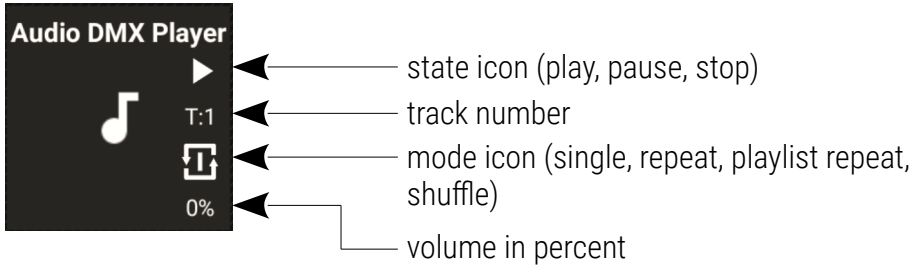 Audio DMX Player
state icon (play, pause, stop)
T:1
track number
mode icon (single, repeat, playlist repeat,
shuffle)
0%
volume in percent